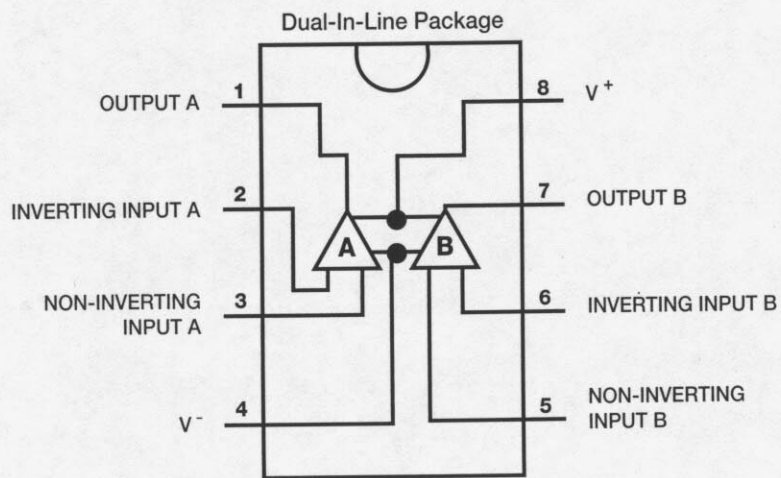 Dual-In-Line Package
OUTPUT A
1
INVERTING INPUT A
2
NON-INVERTING
INPUT A
3
V-
4
8
V+
7
OUTPUT B
6
INVERTING INPUT B
5
NON-INVERTING
INPUT B
A
B